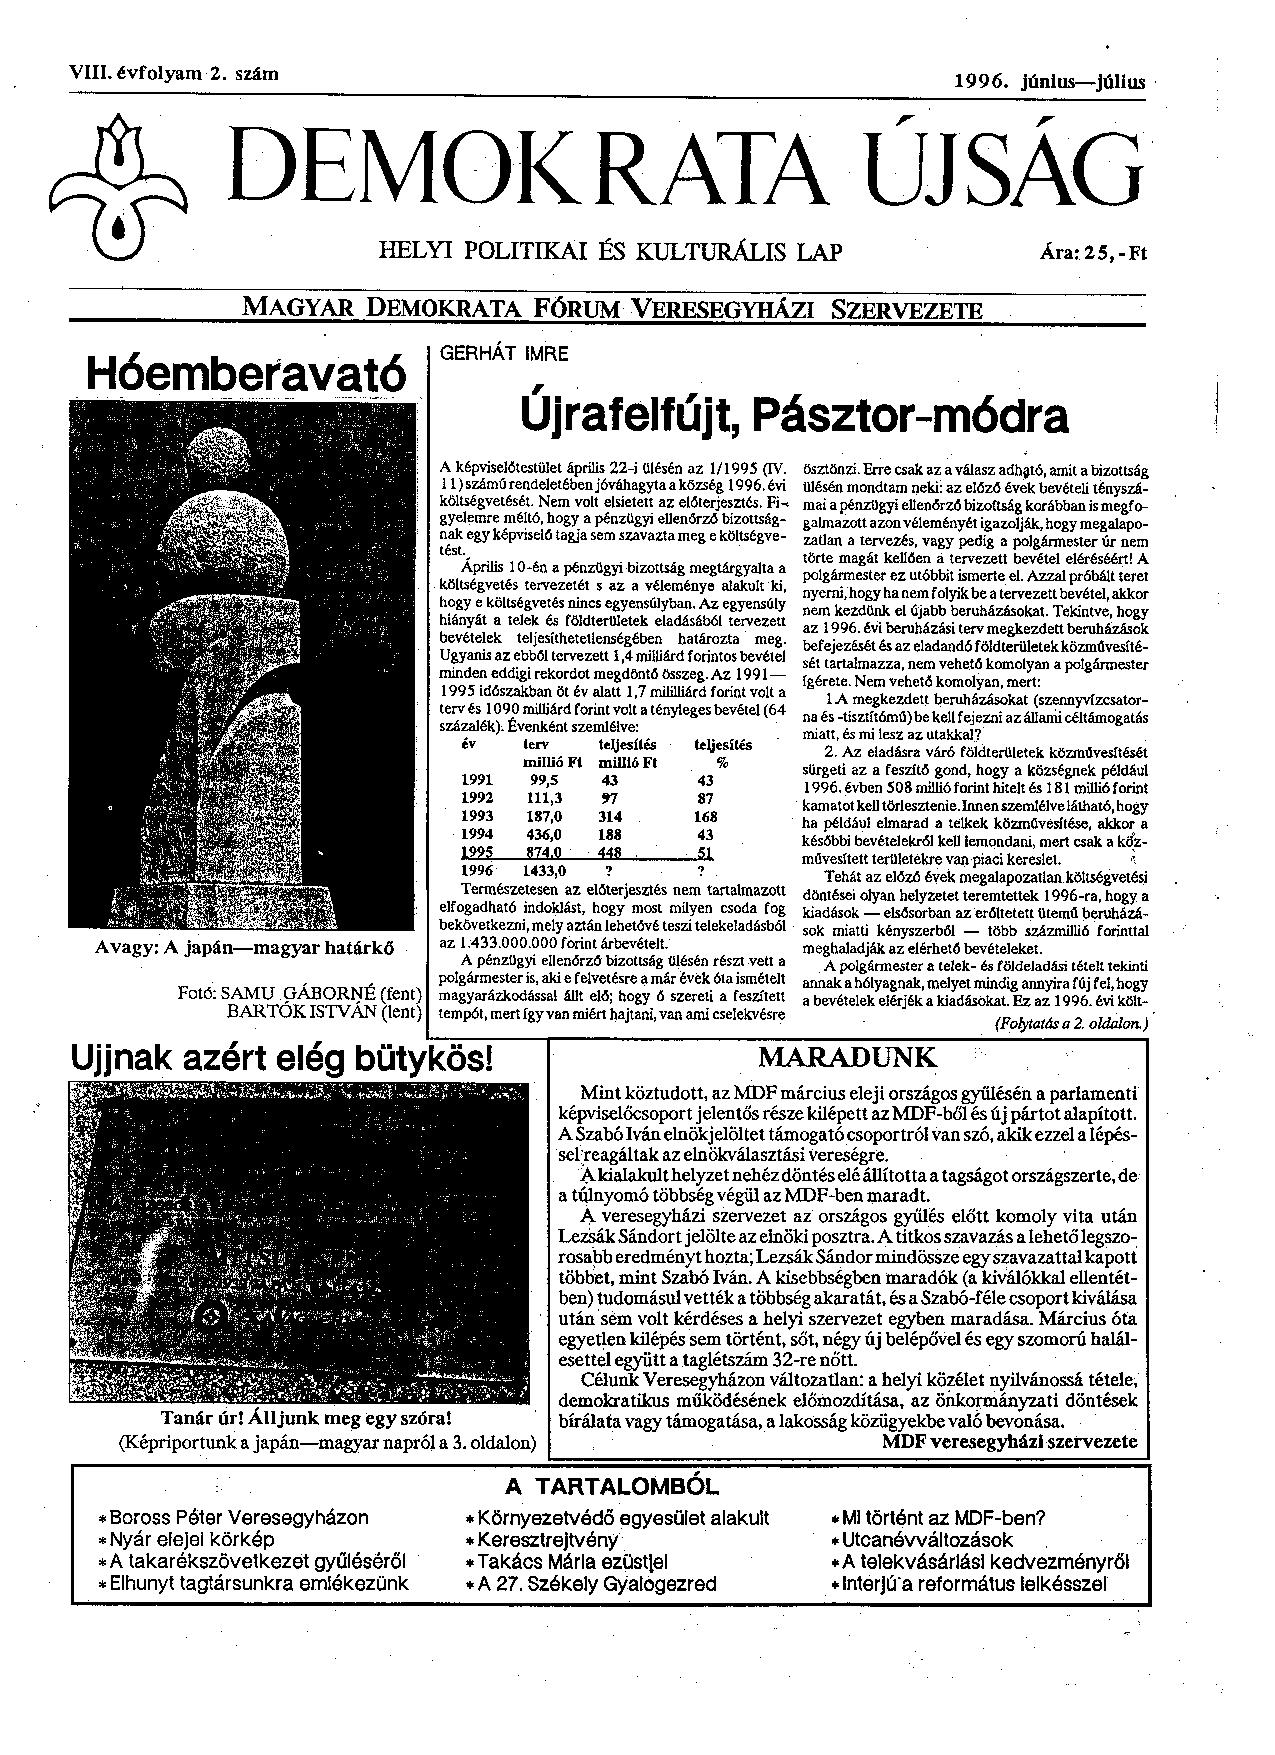 VIII. évfolyam 2. szám
1996. június—július
DEMOKRATA ÚJSÁG
HELYI POLITIKAI ÉS KULTURÁLIS LAP
Ára: 25,-Ft
MAGYAR DEMOKRATA FÓRUM VERESEGYHÁZI SZERVEZETE
Hóemberavató
Avagy: A japán—magyar határkő
Fotó: SAMU GÁBORNÉ (fent)
BARTÓK ISTVÁN (lent)
GERHÁT IMRE
Újrafelfújt, Pásztor-módra
A képviselőtestület április 22-i ülésén az 1/1995 (IV.
11) számú rendeletében jóváhagyta a község 1996. évi
költségvetését. Nem volt elsietett az előterjesztés. Fi-
gyelemre méltó, hogy a pénzügyi ellenőrző bizottság-
nak egy képviselő tagja sem szavazta meg e költségve-
tést.
Április 10-én a pénzügyi bizottság megtárgyalta a
költségvetés tervezetét s az a véleménye alakult ki,
hogy e költségvetés nincs egyensúlyban. Az egyensúly
hiányát a telek és földterületek eladásából tervezett
bevételek teljesíthetetlenségében határozta meg.
Ugyanis az ebből tervezett 1,4 milliárd forintos bevétel
minden eddigi rekordot megdöntő összeg. Az 1991—
1995 időszakban öt év alatt 1,7 mililliárd forint volt a
terv és 1090 milliárd forint volt a tényleges bevétel (64
százalék). Évenként szemlélve:
év terv teljesítés teljesítés
millió Ft millió Ft %
1991 99,5 43 43
1992 111,3 97 87
1993 187,0 314 168
1994 436,0 188 43
1995 874,0 448 51
1996 1433,0 ? ?
Természetesen az előterjesztés nem tartalmazott
elfogadható indoklást, hogy most milyen csoda fog
bekövetkezni, mely aztán lehetővé teszi telekeladásból
az 1.433.000.000 forint árbevételt.
A pénzügyi ellenőrző bizottság ülésén részt vett a
polgármester is, aki e felvetésre a már évek óta ismételt
magyarázkodással állt elő; hogy ő szereti a feszített
tempót, mert így van miért hajtani, van ami cselekvésre
ösztönzi. Erre csak az a válasz adható, amit a bizottság
ülésén mondtam neki: az előző évek bevételi tényszá-
mai a pénzügyi ellenőrző bizottság korábban is megfo-
galmazott azon véleményét igazolják, hogy megalapo-
zatlan a tervezés, vagy pedig a polgármester úr nem
törte magát kellően a tervezett bevétel eléréséért! A
polgármester ez utóbbit ismerte el. Azzal próbált teret
nyerni, hogy ha nem folyik be a tervezett bevétel, akkor
nem kezdünk el újabb beruházásokat. Tekintve, hogy
az 1996. évi beruházási terv megkezdett beruházások
befejezését és az eladandó földterületek közművesíté-
sét tartalmazza, nem vehető komolyan a polgármester
ígérete. Nem vehető komolyan, mert:
1. A megkezdett beruházásokat (szennyvízcsator-
na és -tisztítómű) be kell fejezni az állami céltámogatás
miatt, és mi lesz az utakkal?
2. Az eladásra váró földterületek közművesítését
sürgeti az a feszítő gond, hogy a községnek például
1996. évben 508 millió forint hitelt és 181 millió forint
kamatot kell törlesztenie. Innen szemlélve látható, hogy
ha például elmarad a telkek közművesítése, akkor a
későbbi bevételekről kell lemondani, mert csak a köz-
művesített területekre van piaci kereslet.
Tehát az előző évek megalapozatlan költségvetési
döntései olyan helyzetet teremtettek 1996-ra, hogy a
kiadások — elsősorban az erőltetett ütemű beruházá-
sok miatti kényszerből — több százmillió forinttal
meghaladják az elérhető bevételeket.
A polgármester a telek- és földeladási tételt tekinti
annak a hólyagnak, melyet mindig annyira fúj fel, hogy
a bevételek elérjék a kiadásokat. Ez az 1996. évi költ-
(Folytatás a 2. oldalon.)
Ujjnak azért elég bütykös!
Tanár úr! Álljunk meg egy szóra!
(Képriportunk a japán—magyar napról a 3. oldalon)
MARADUNK
Mint köztudott, az MDF március eleji országos gyűlésén a parlamenti
képviselőcsoport jelentős része kilépett az MDF-ből és új pártot alapított.
A Szabó Iván elnökjelöltet támogató csoportról van szó, akik ezzel a lépés-
sel reagáltak az elnökválasztási vereségre.
A kialakult helyzet nehéz döntés elé állította a tagságot országszerte, de
a túlnyomó többség végül az MDF-ben maradt.
A veresegyházi szervezet az országos gyűlés előtt komoly vita után
Lezsák Sándort jelölte az elnöki posztra. A titkos szavazás a lehető legszo-
rosabb eredményt hozta; Lezsák Sándor mindössze egy szavazattal kapott
többet, mint Szabó Iván. A kisebbségben maradók (a kiválókkal ellentét-
ben) tudomásul vették a többség akaratát, és a Szabó-féle csoport kiválása
után sem volt kérdéses a helyi szervezet egyben maradása. Március óta
egyetlen kilépés sem történt, sőt, négy új belépővel és egy szomorú halál-
esettel együtt a taglétszám 32-re nőtt.
Célunk Veresegyházon változatlan: a helyi közélet nyilvánossá tétele,
demokratikus működésének előmozdítása, az önkormányzati döntések
bírálata vagy támogatása, a lakosság közügyekbe való bevonása.
MDF veresegyházi szervezete
A TARTALOMBÓL
*Boross Péter Veresegyházon
*Nyár elejei körkép
*A takarékszövetkezet gyűléséről
*Elhunyt tagtársunkra emlékezünk
*Környezetvédő egyesület alakult
*Keresztrejtvény
*Takács Mária ezüstjei
*A 27. Székely Gyalogezred
*Mi történt az MDF-ben?
*Utcanévváltozások
*A telekvásárlási kedvezményről
*Interjú a református lelkésszel